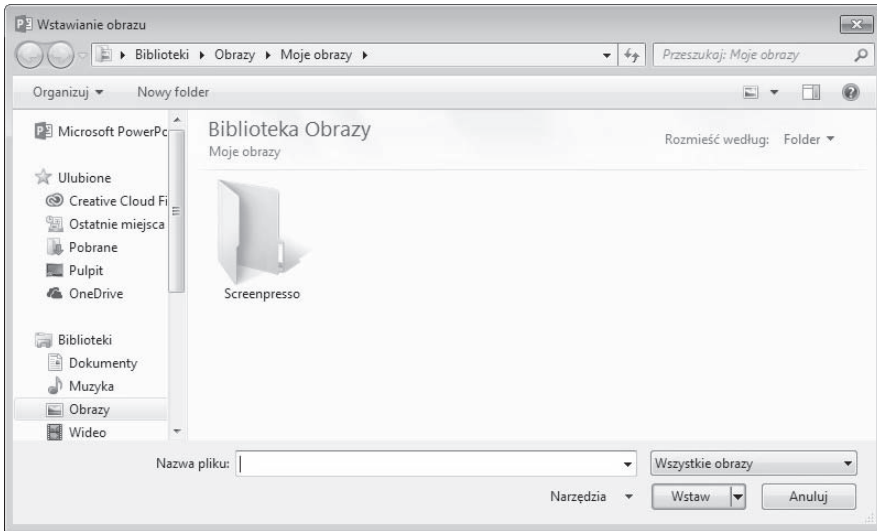 Wstawianie obrazu
Biblioteki Obrazy Moje obrazy Przeszukaj: Moje obrazy
Organizuj Nowy folder
Microsoft PowerPc
Ulubione
Creative Cloud Fi
Ostatnie miejsca
Pobrane
Pulpit
OneDrive
Biblioteki
Dokumenty
Muzyka
Obrazy
Wideo
Biblioteka Obrazy
Moje obrazy
Rozmieść według: Folder
Screenpresso
Nazwa pliku: Wszystkie obrazy
Narzędzia Wstaw Anuluj